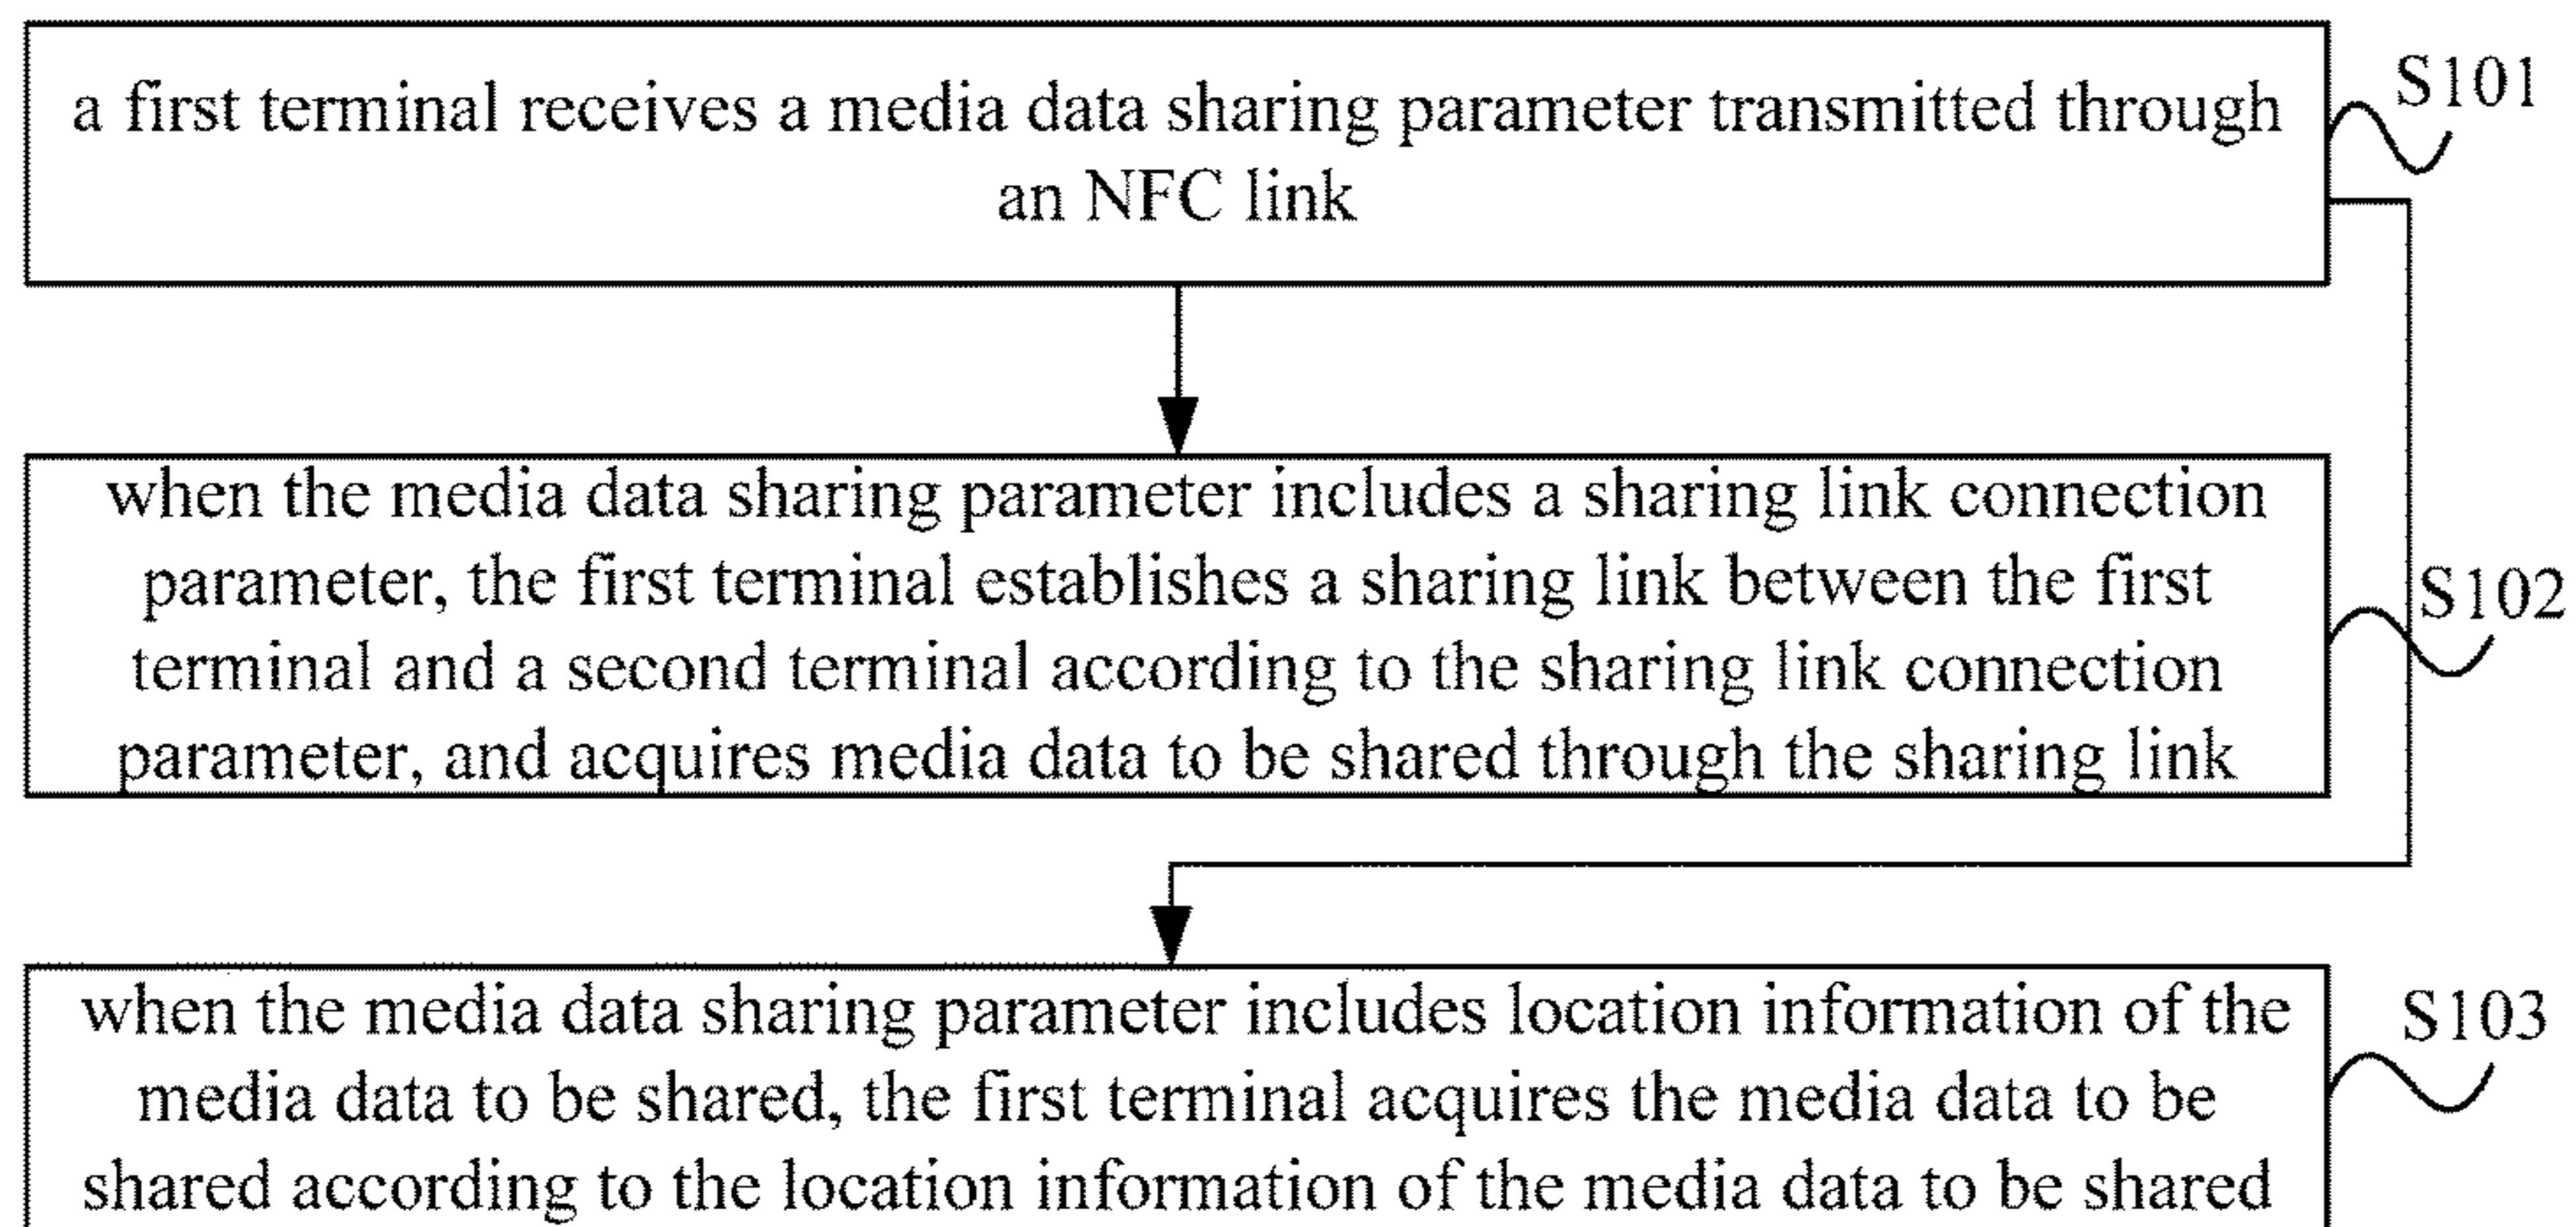 a first terminal receives a media data sharing parameter transmitted through
an NFC link
S101
when the media data sharing parameter includes a sharing link connection
parameter, the first terminal establishes a sharing link between the first
terminal and a second terminal according to the sharing link connection
parameter, and acquires media data to be shared through the sharing link
S102
when the media data sharing parameter includes location information of the
media data to be shared, the first terminal acquires the media data to be
shared according to the location information of the media data to be shared
S103